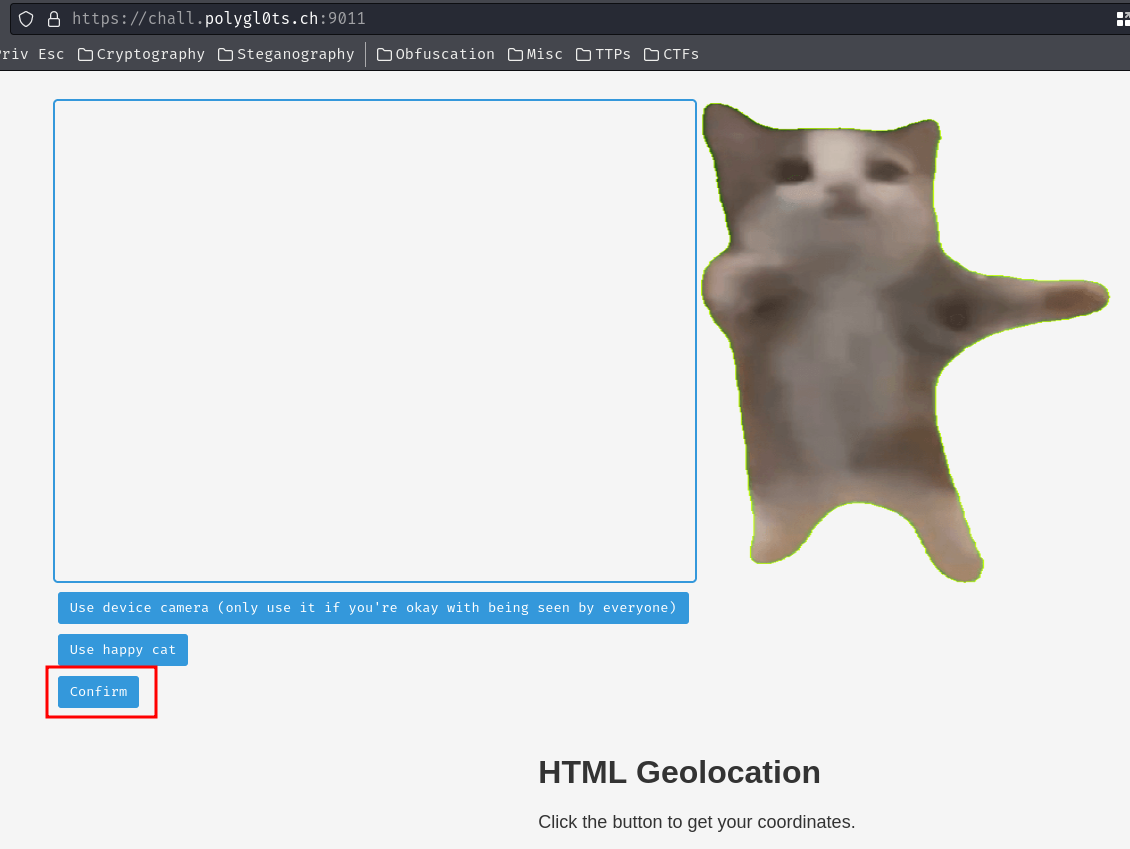 https://chall.polygl0ts.ch:9011
riv Esc Cryptography Steganography Obfuscation Misc TTPs CTFs
Use device camera (only use it if you're okay with being seen by everyone)
Use happy cat
Confirm
HTML Geolocation
Click the button to get your coordinates.